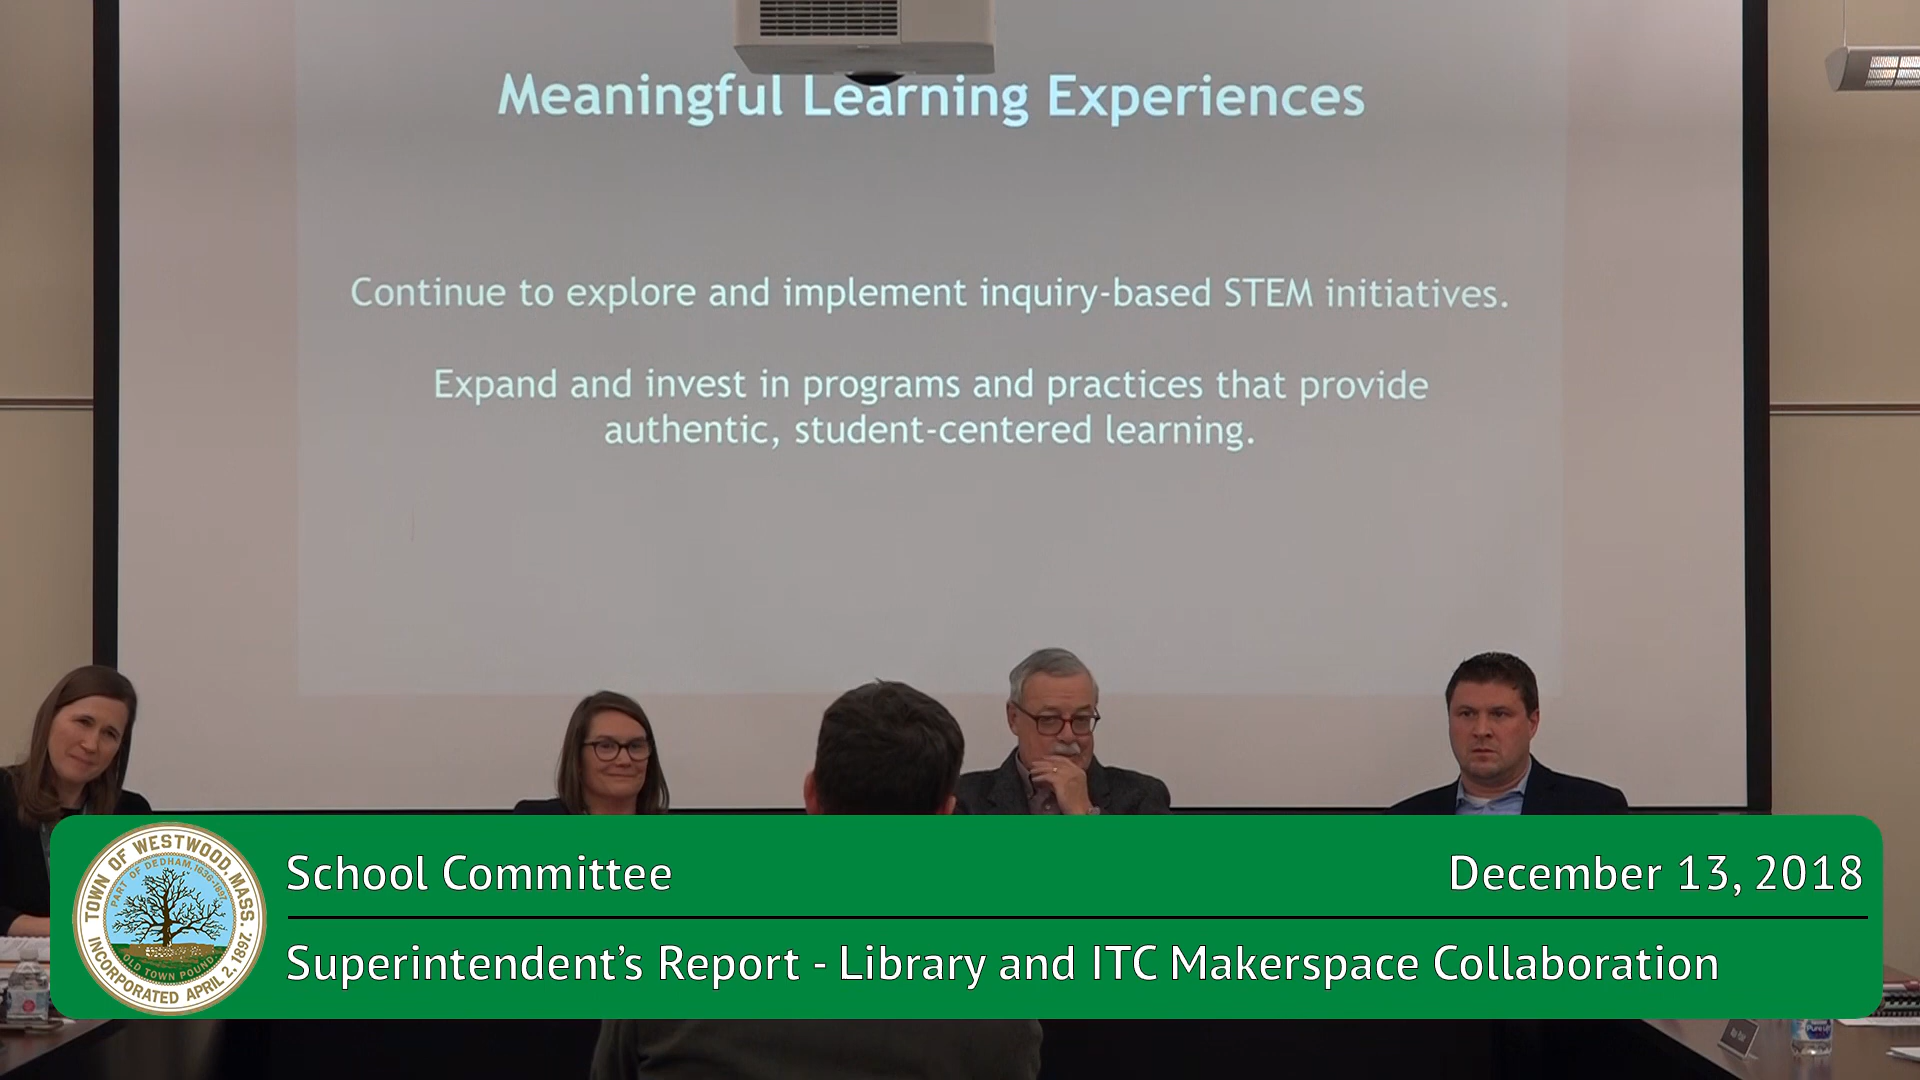 Meaningful Learning Experiences
Continue to explore and implement inquiry-based STEM initiatives.
Expand and invest in programs and practices that provide
authentic, student-centered learning.
School Committee
December 13, 2018
Superintendent’s Report - Library and ITC Makerspace Collaboration
TOWN OF WESTWOOD, MASS.
PART OF DEDHAM, 1636-1897
OLD TOWN POUND
INCORPORATED APRIL 2, 1897.